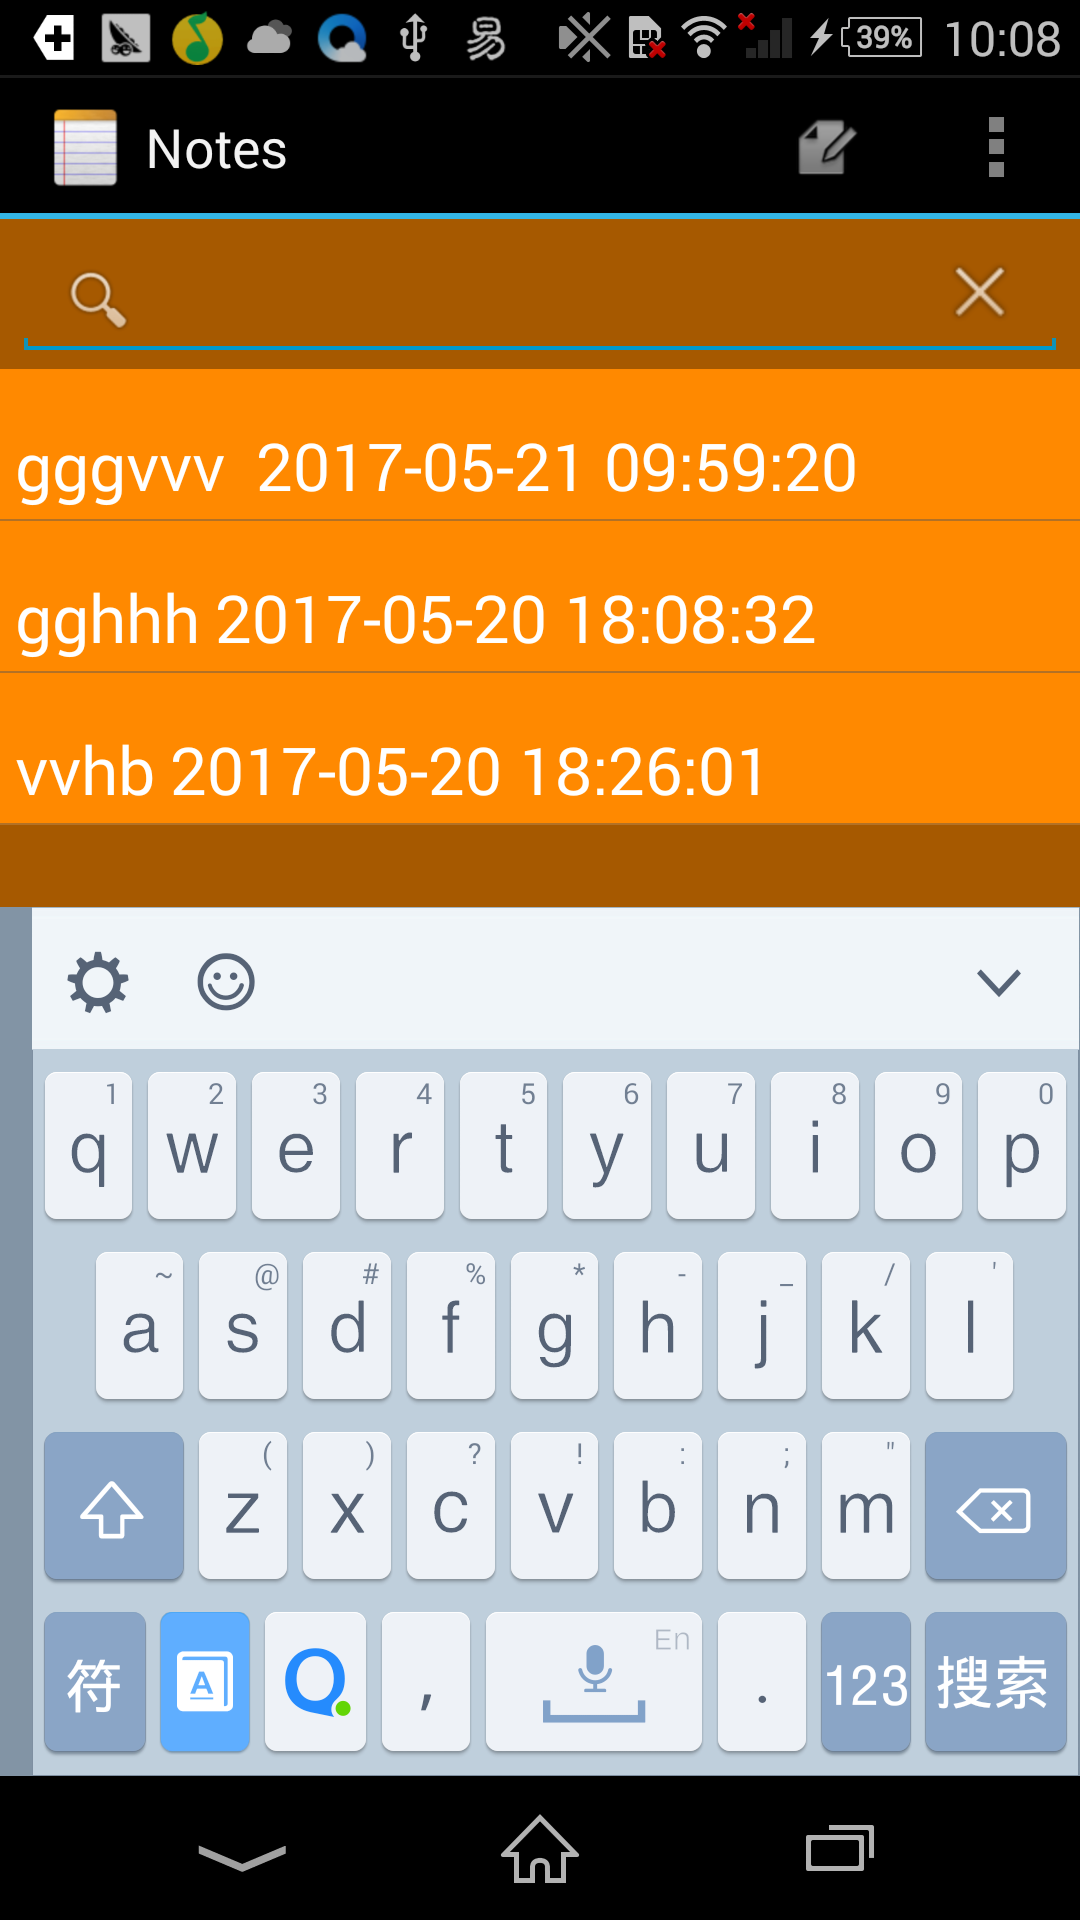 易 39% 10:08
Notes
gggvvv 2017-05-21 09:59:20
gghhh 2017-05-20 18:08:32
vvhb 2017-05-20 18:26:01
1 2 3 4 5 6 7 8 9 0
q w e r t y u i o p
~ @ # % * - _ / '
a s d f g h j k l
( ) ? ! : ; "
z x c v b n m
En
符 A Q , . 123 搜索